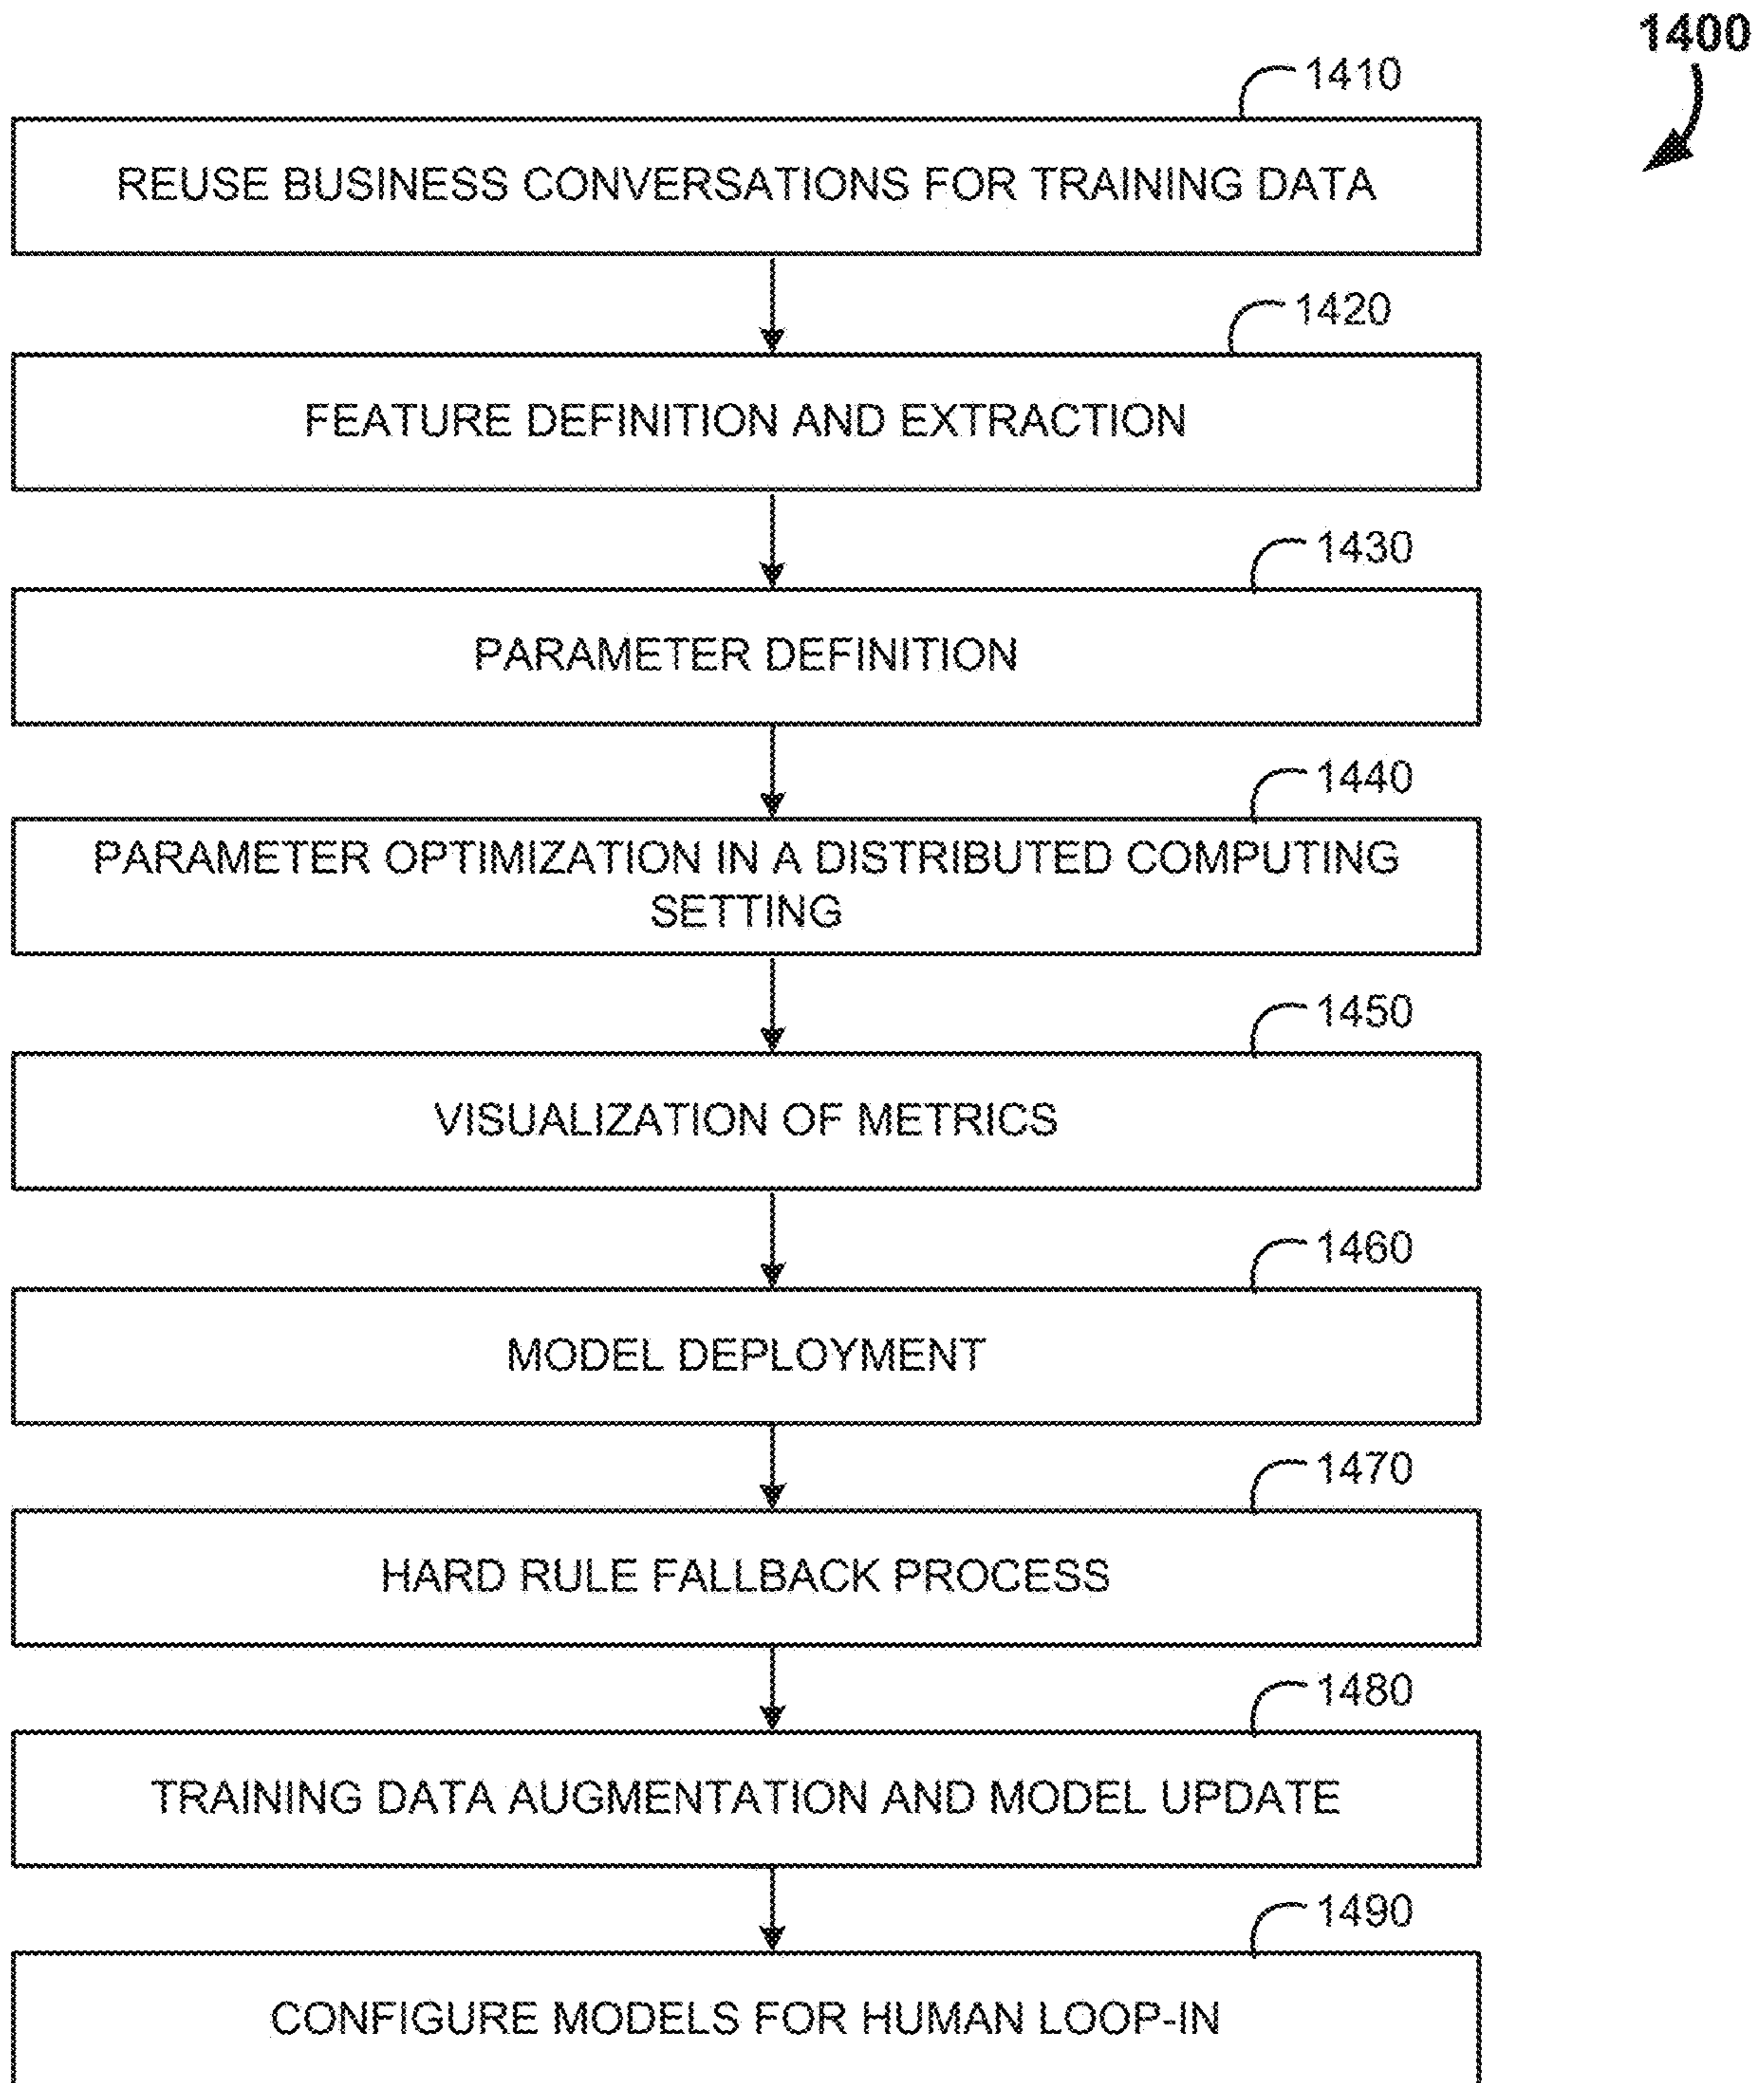 1400
1410
REUSE BUSINESS CONVERSATIONS FOR TRAINING DATA
1420
FEATURE DEFINITION AND EXTRACTION
1430
PARAMETER DEFINITION
1440
PARAMETER OPTIMIZATION IN A DISTRIBUTED COMPUTING
SETTING
1450
VISUALIZATION OF METRICS
1460
MODEL DEPLOYMENT
1470
HARD RULE FALLBACK PROCESS
1480
TRAINING DATA AUGMENTATION AND MODEL UPDATE
1490
CONFIGURE MODELS FOR HUMAN LOOP-IN